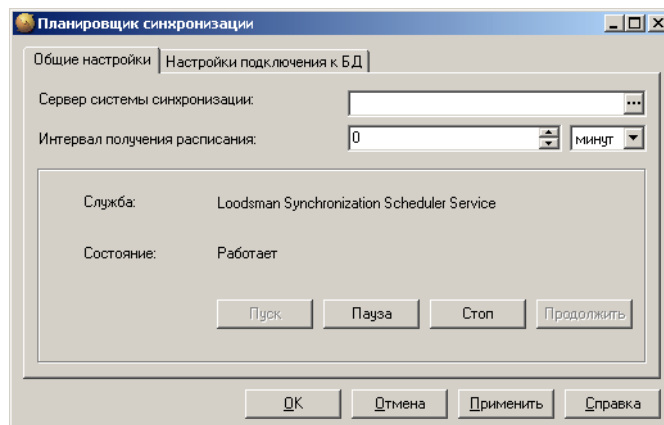 Планировщик синхронизации
Общие настройки Настройки подключения к БД
Сервер системы синхронизации: ...
Интервал получения расписания: 0 минут
Служба: Loodsman Synchronization Scheduler Service
Состояние: Работает
Пуск Пауза Стоп Продолжить
OK Отмена Применить Справка